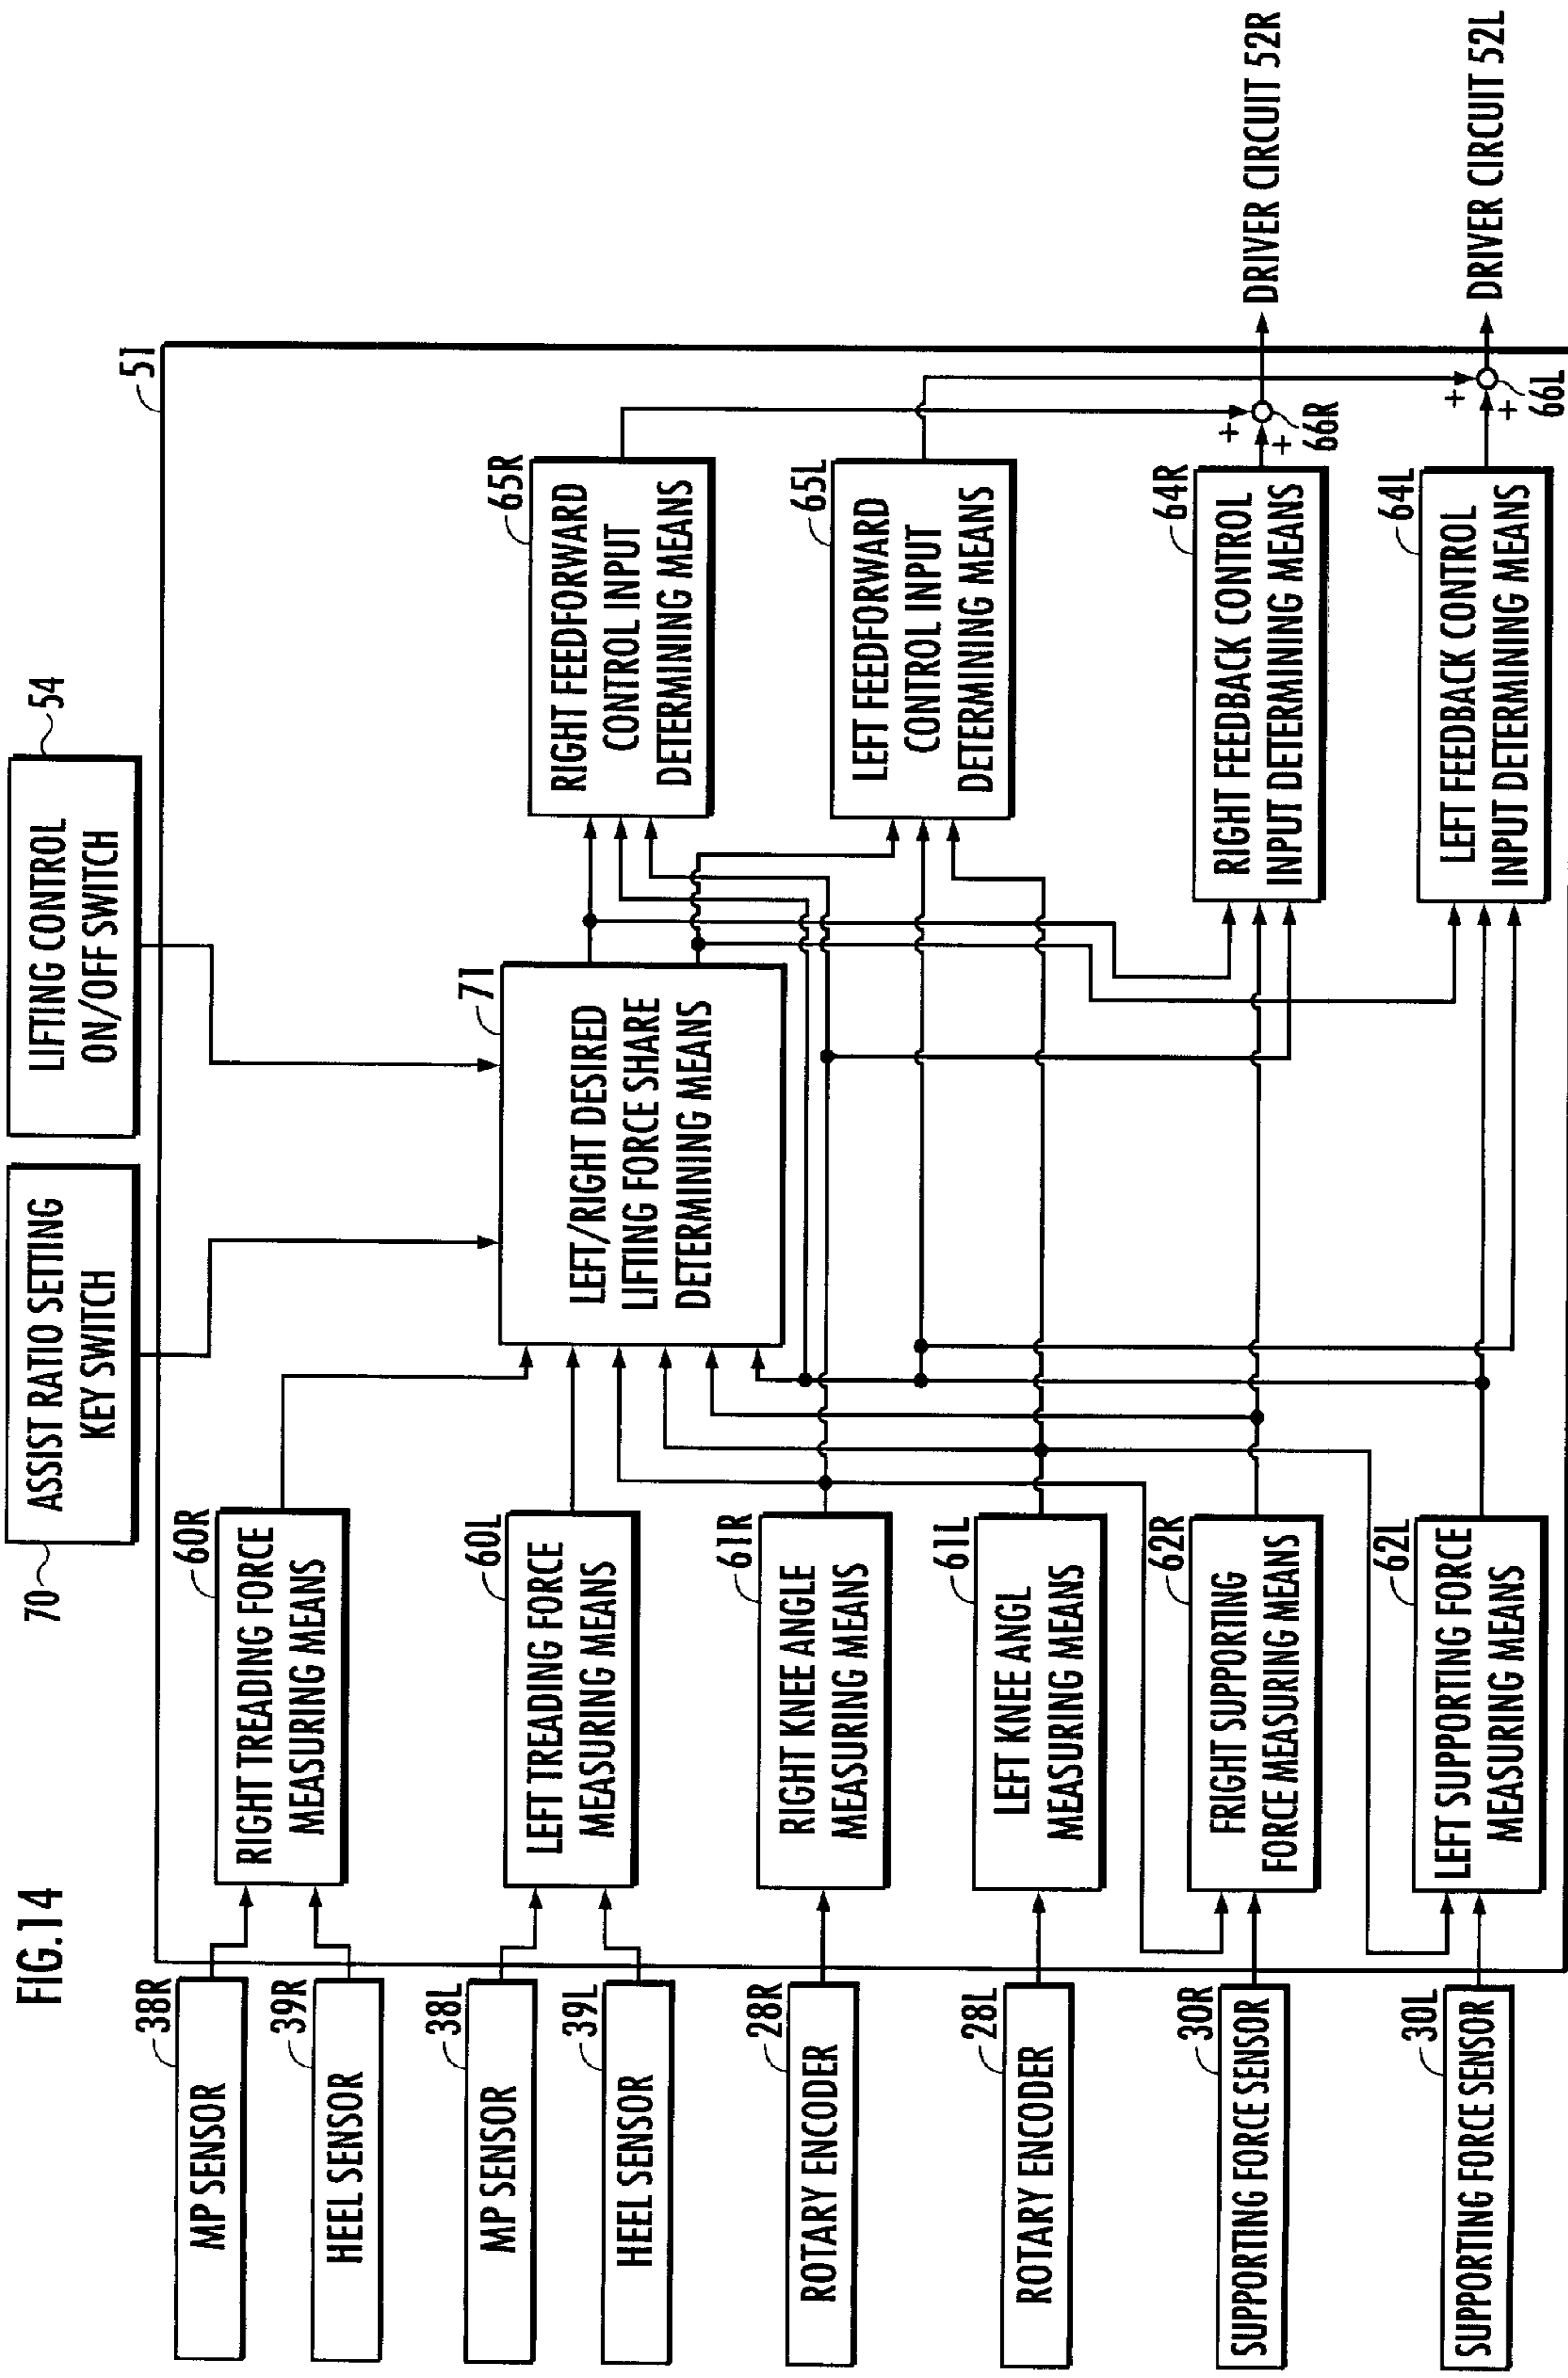 FIG.14
70
ASSIST RATIO SETTING
KEY SWITCH
LIFTING CONTROL
ON/OFF SWITCH
54
51
38R
MP SENSOR
39R
HEEL SENSOR
38L
MP SENSOR
39L
HEEL SENSOR
28R
ROTARY ENCODER
28L
ROTARY ENCODER
30R
SUPPORTING FORCE SENSOR
30L
SUPPORTING FORCE SENSOR
60R
RIGHT TREADING FORCE
MEASURING MEANS
60L
LEFT TREADING FORCE
MEASURING MEANS
61R
RIGHT KNEE ANGLE
MEASURING MEANS
61L
LEFT KNEE ANGL
MEASURING MEANS
62R
FRIGHT SUPPORTING
FORCE MEASURING MEANS
62L
LEFT SUPPORTING FORCE
MEASURING MEANS
71
LEFT/RIGHT DESIRED
LIFTING FORCE SHARE
DETERMINING MEANS
65R
RIGHT FEEDFORWARD
CONTROL INPUT
DETERMINING MEANS
65L
LEFT FEEDFORWARD
CONTROL INPUT
DETERMINING MEANS
64R
RIGHT FEEDBACK CONTROL
INPUT DETERMINING MEANS
64L
LEFT FEEDBACK CONTROL
INPUT DETERMINING MEANS
+
+
66R
DRIVER CIRCUIT 52R
+
+
66L
DRIVER CIRCUIT 52L